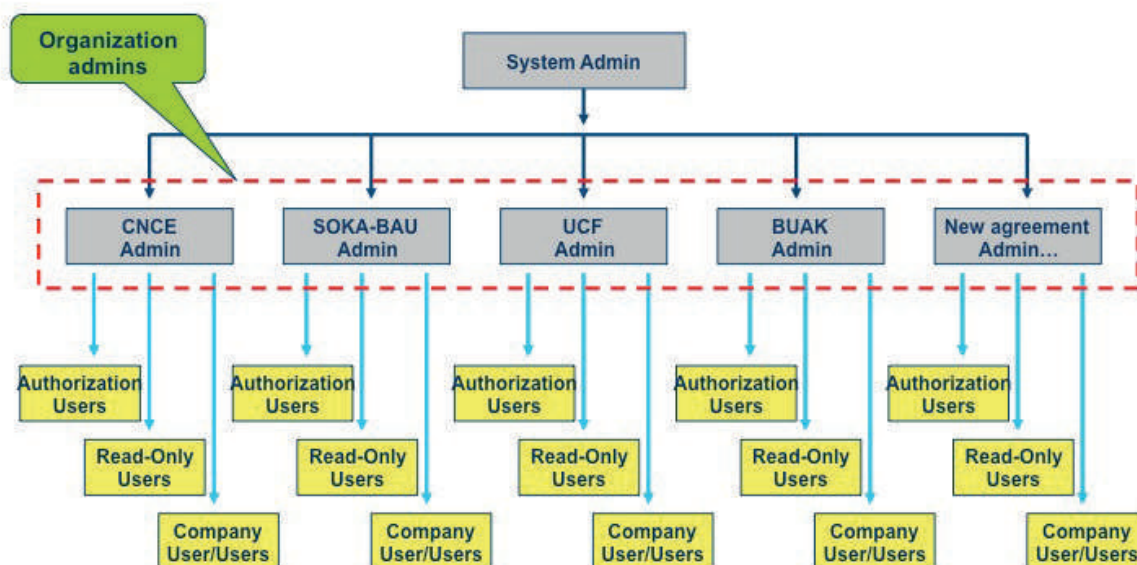 Organization
admins
System Admin
CNCE
Admin
SOKA-BAU
Admin
UCF
Admin
BUAK
Admin
New agreement
Admin...
Authorization
Users
Authorization
Users
Authorization
Users
Authorization
Users
Authorization
Users
Read-Only
Users
Read-Only
Users
Read-Only
Users
Read-Only
Users
Read-Only
Users
Company
User/Users
Company
User/Users
Company
User/Users
Company
User/Users
Company
User/Users